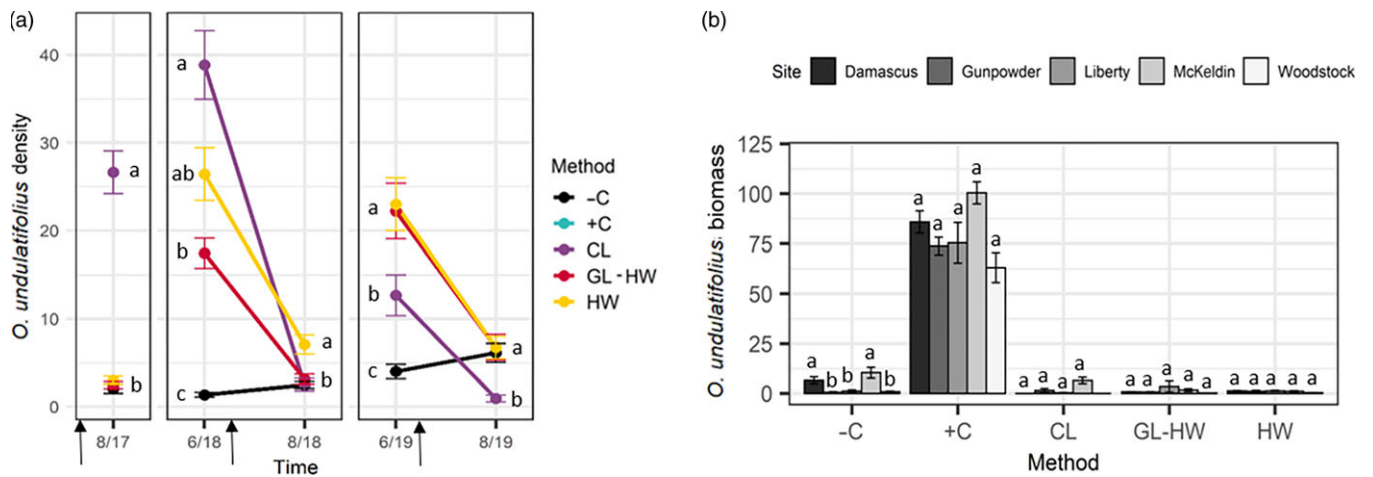 (a)
O. undulatifolius density
40
30
20
10
0
a
b
a
ab
b
c
a
b
a
b
c
a
b
8/17
6/18
8/18
6/19
8/19
Time
Method
–C
+C
CL
GL - HW
HW
(b)
Site Damascus Gunpowder Liberty McKeldin Woodstock
O. undulatifolius. biomass
125
100
75
50
25
0
a b b a b
a a a a a
a a a a
a a a a a
a a a a a
–C +C CL GL-HW HW
Method